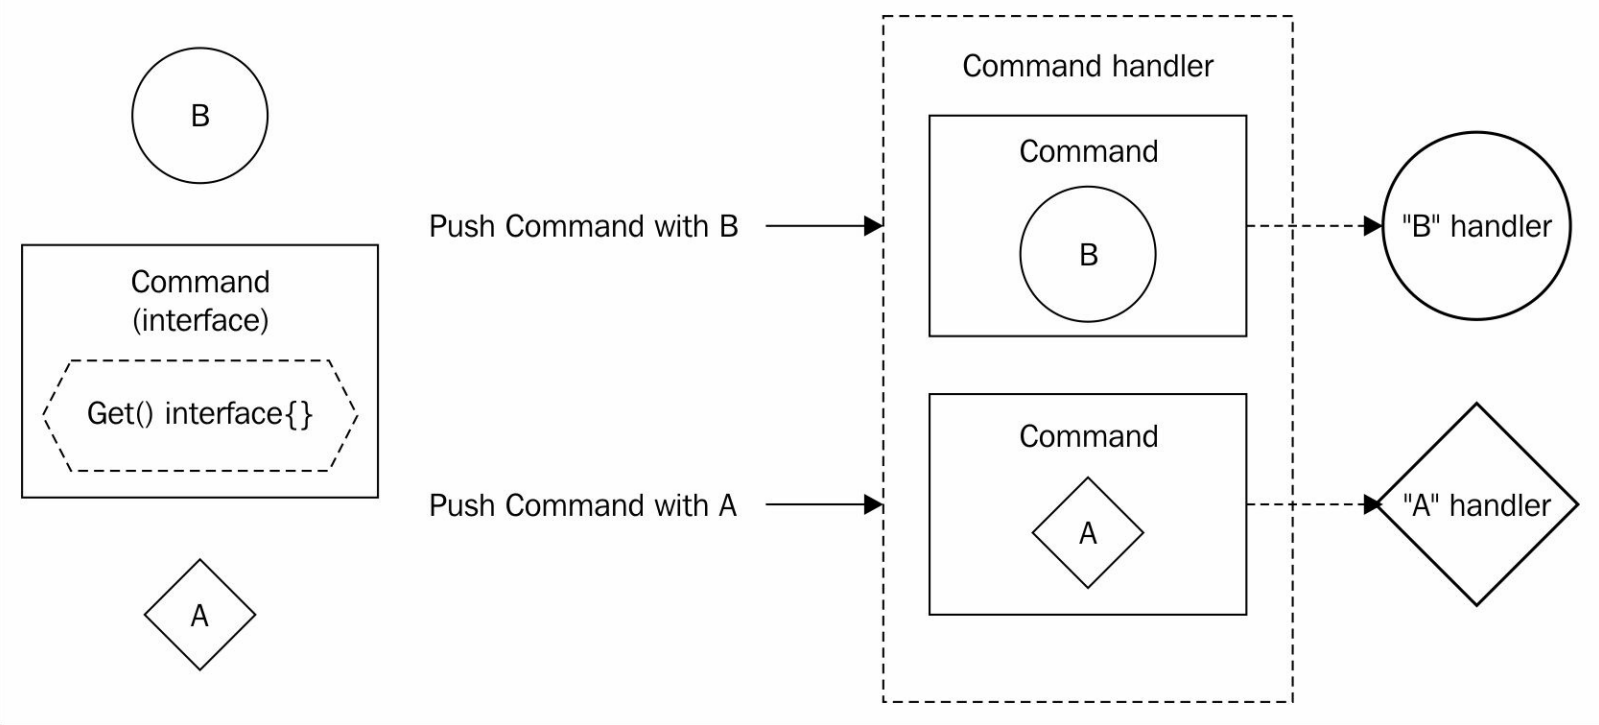 B
Command
(interface)
Get() interface{}
A
Push Command with B
Push Command with A
Command handler
Command
B
Command
A
"B" handler
"A" handler